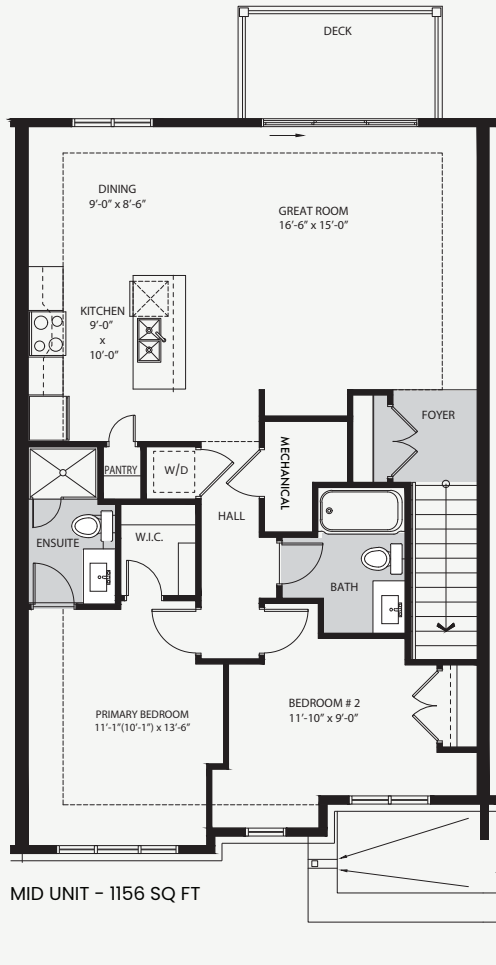 DECK
DINING
9'-0" x 8'-6"
GREAT ROOM
16'-6" x 15'-0"
KITCHEN
9'-0"
x
10'-0"
FOYER
PANTRY
W/D
MECHANICAL
HALL
ENSUITE
W.I.C.
BATH
PRIMARY BEDROOM
11'-1"(10'-1") x 13'-6"
BEDROOM # 2
11'-10" x 9'-0"
MID UNIT - 1156 SQ FT